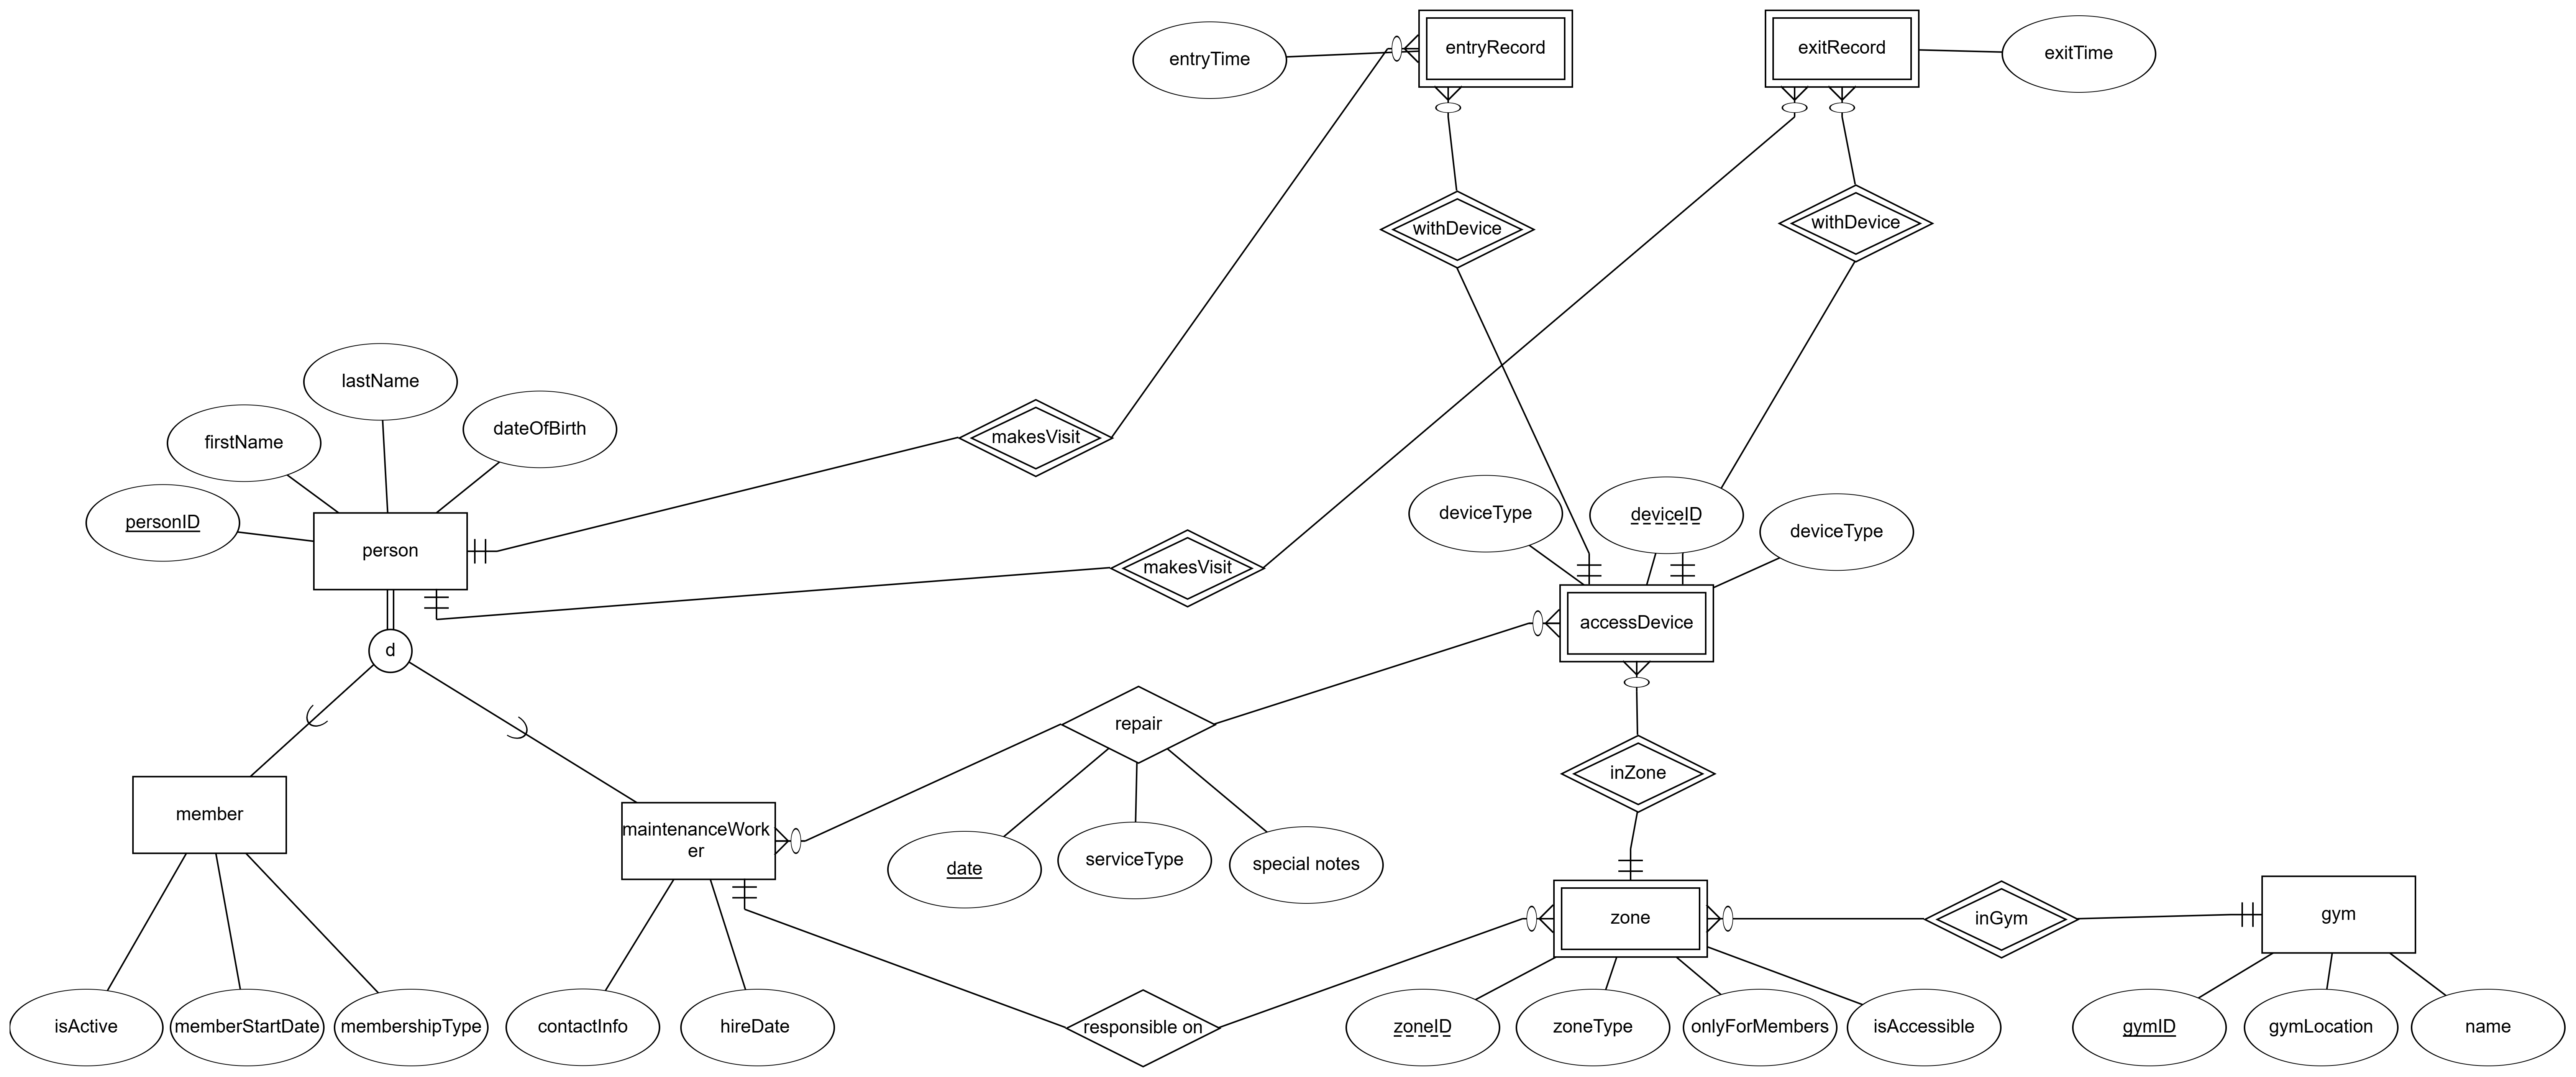 entryRecord
exitRecord
entryTime
exitTime
withDevice
withDevice
lastName
dateOfBirth
firstName
makesVisit
personID
deviceType
deviceID
deviceType
person
makesVisit
accessDevice
d
repair
inZone
member
maintenanceWork
er
date
serviceType
special notes
zone
inGym
gym
isActive
memberStartDate
membershipType
contactInfo
hireDate
responsible on
zoneID
zoneType
onlyForMembers
isAccessible
gymID
gymLocation
name